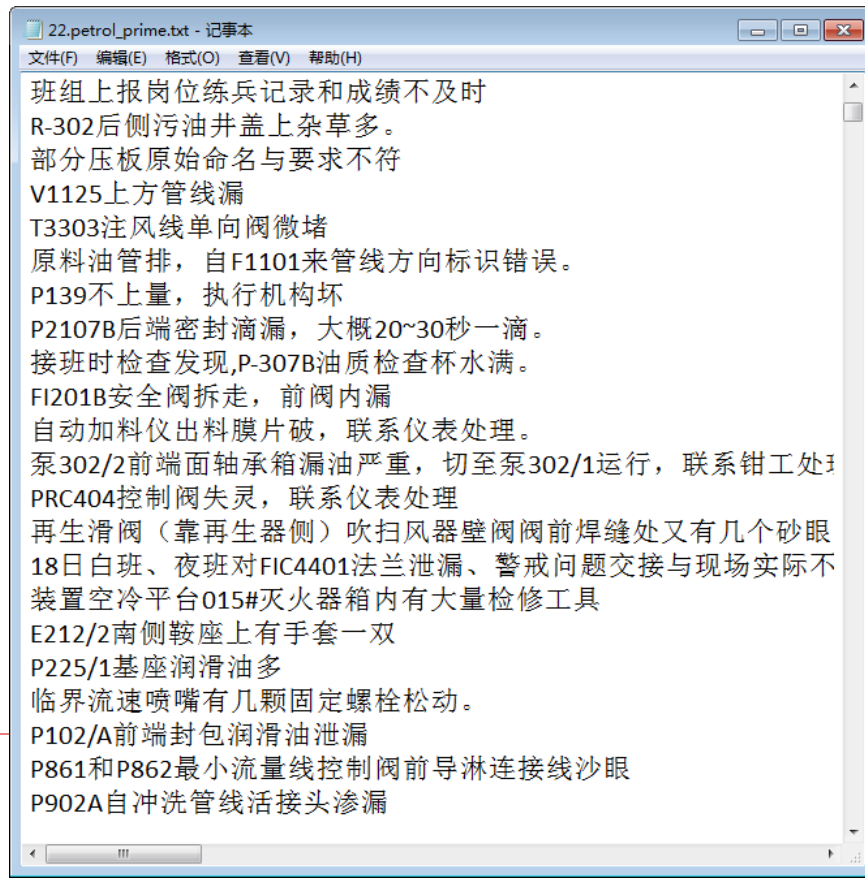 22.petrol_prime.txt - 记事本
文件(F) 编辑(E) 格式(O) 查看(V) 帮助(H)
班组上报岗位练兵记录和成绩不及时
R-302后侧污油井盖上杂草多。
部分压板原始命名与要求不符
V1125上方管线漏
T3303注风线单向阀微堵
原料油管排，自F1101来管线方向标识错误。
P139不上量，执行机构坏
P2107B后端密封滴漏，大概20~30秒一滴。
接班时检查发现,P-307B油质检查杯水满。
FI201B安全阀拆走，前阀内漏
自动加料仪出料膜片破，联系仪表处理。
泵302/2前端面轴承箱漏油严重，切至泵302/1运行，联系钳工处
PRC404控制阀失灵，联系仪表处理
再生滑阀（靠再生器侧）吹扫风器壁阀阀前焊缝处又有几个砂眼
18日白班、夜班对FIC4401法兰泄漏、警戒问题交接与现场实际不
装置空冷平台015#灭火器箱内有大量检修工具
E212/2南侧鞍座上有手套一双
P225/1基座润滑油多
临界流速喷嘴有几颗固定螺栓松动。
P102/A前端封包润滑油泄漏
P861和P862最小流量线控制阀前导淋连接线沙眼
P902A自冲洗管线活接头渗漏